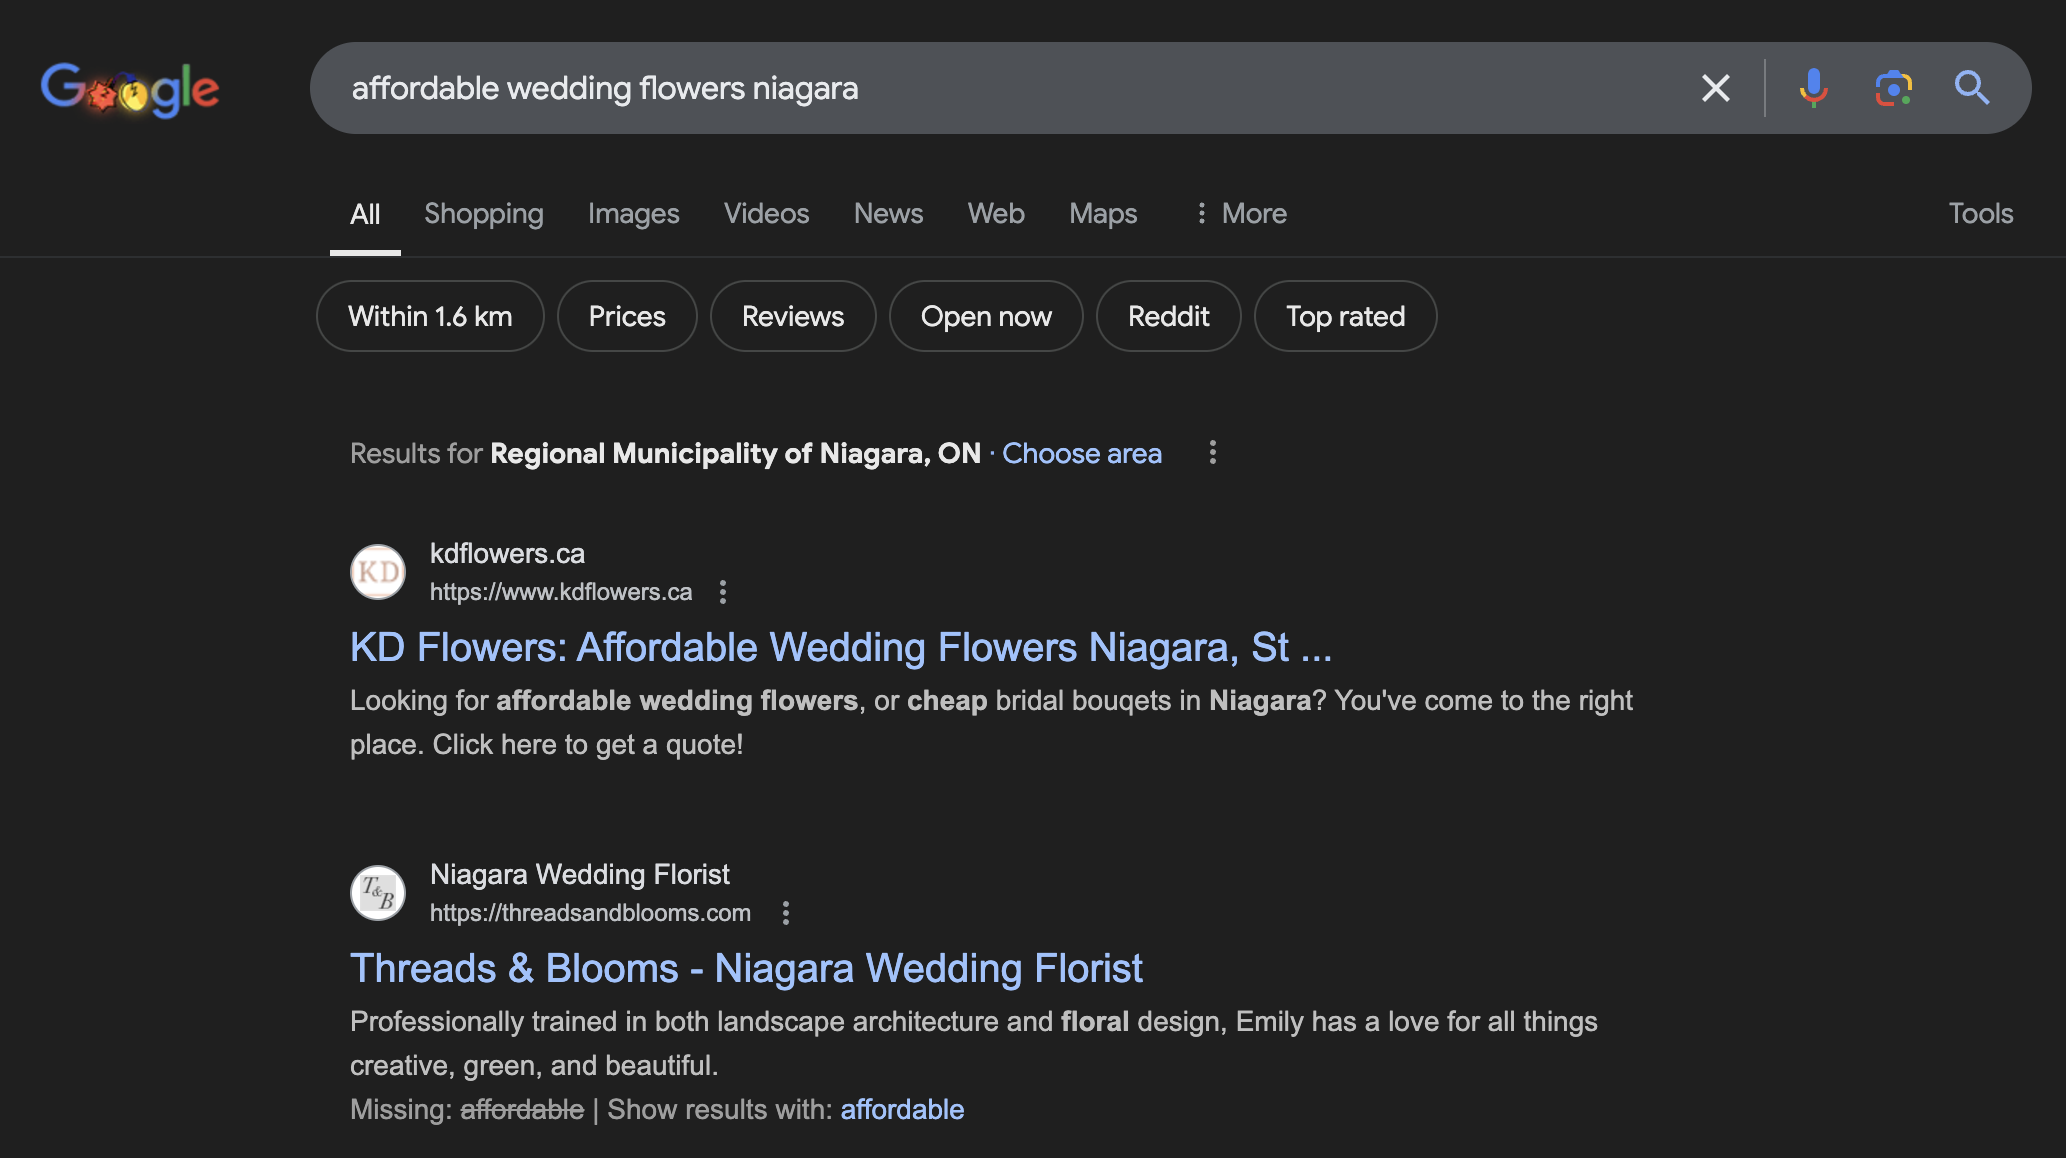 Google
affordable wedding flowers niagara
All Shopping Images Videos News Web Maps More Tools
Within 1.6 km Prices Reviews Open now Reddit Top rated
Results for Regional Municipality of Niagara, ON · Choose area
KD
kdflowers.ca
https://www.kdflowers.ca
KD Flowers: Affordable Wedding Flowers Niagara, St ...
Looking for affordable wedding flowers, or cheap bridal bouqets in Niagara? You've come to the right
place. Click here to get a quote!
T&B
Niagara Wedding Florist
https://threadsandblooms.com
Threads & Blooms - Niagara Wedding Florist
Professionally trained in both landscape architecture and floral design, Emily has a love for all things
creative, green, and beautiful.
Missing: affordable | Show results with: affordable